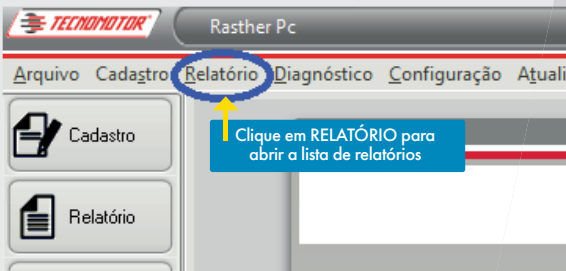 TECNOMOTOR
Rasther Pc
Arquivo Cadastro Relatório Diagnóstico Configuração Atuali
Cadastro
Clique em RELATÓRIO para
abrir a lista de relatórios
Relatório